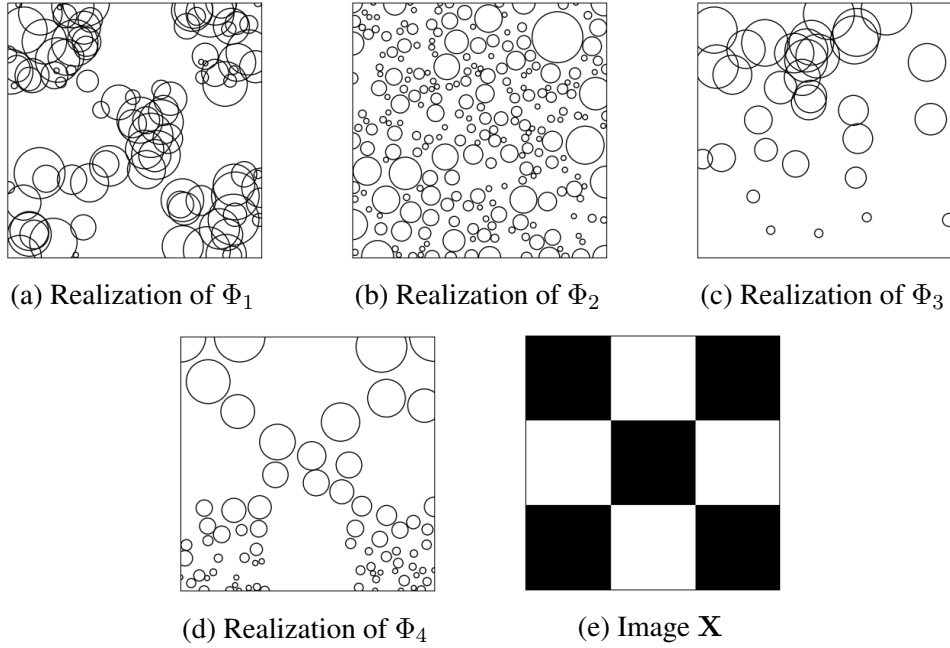 (a) Realization of Φ₁
(b) Realization of Φ₂
(c) Realization of Φ₃
(d) Realization of Φ₄
(e) Image X